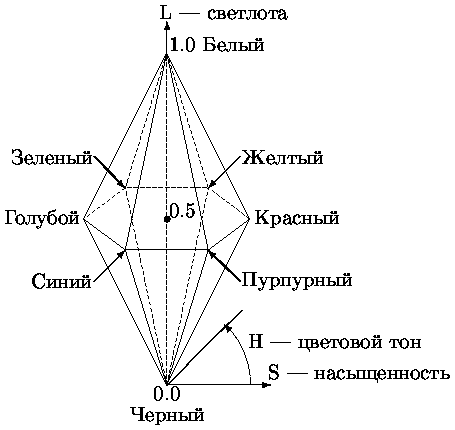 L — светлота
1.0 Белый
Зеленый
Желтый
0.5
Голубой
Красный
Синий
Пурпурный
H — цветовой тон
S — насыщенность
0.0
Черный